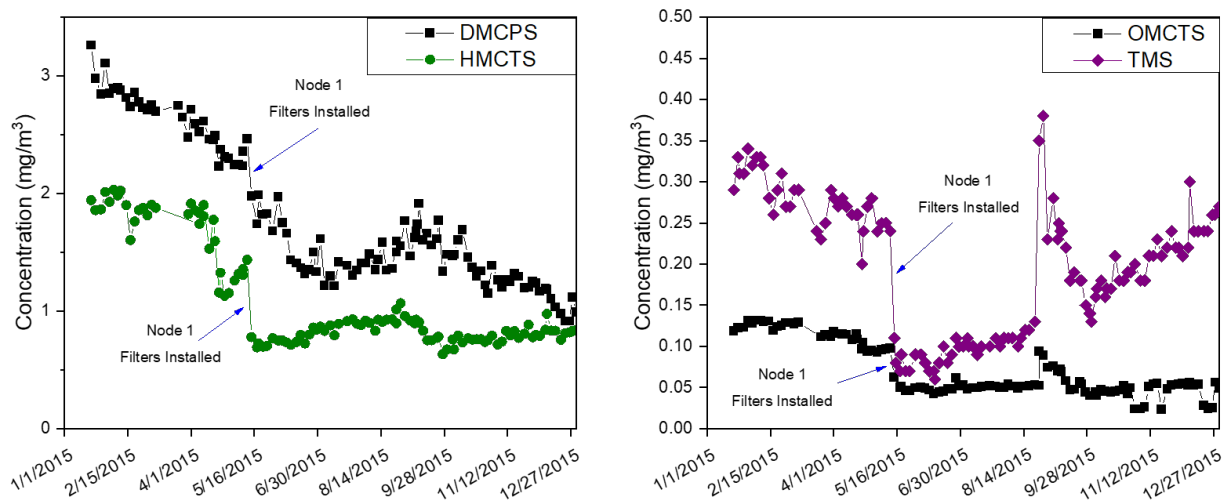 DMCPS
HMCTS
Node 1
Filters Installed
Node 1
Filters Installed
Concentration (mg/m³)
3
2
1
0
1/1/2015
2/15/2015
4/1/2015
5/16/2015
6/30/2015
8/14/2015
9/28/2015
11/12/2015
12/27/2015
OMCTS
TMS
Node 1
Filters Installed
Node 1
Filters Installed
Concentration (mg/m³)
0.50
0.45
0.40
0.35
0.30
0.25
0.20
0.15
0.10
0.05
0.00
1/1/2015
2/15/2015
4/1/2015
5/16/2015
6/30/2015
8/14/2015
9/28/2015
11/12/2015
12/27/2015